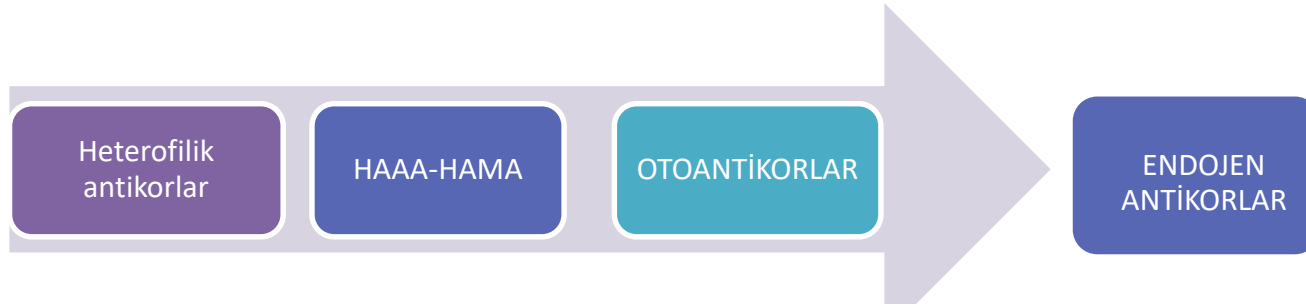 Heterofilik
antikorlar
HAAA-HAMA
OTOANTİKORLAR
ENDOJEN
ANTİKORLAR